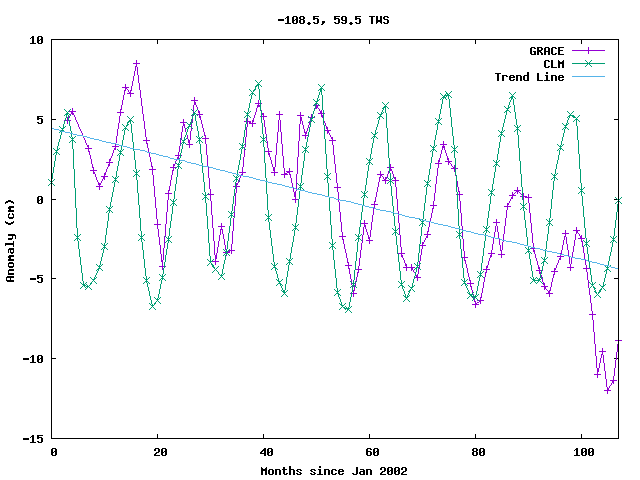 -108.5, 59.5 TWS
GRACE
CLM
Trend Line
10
5
0
-5
-10
-15
Anomaly (cm)
0 20 40 60 80 100
Months since Jan 2002